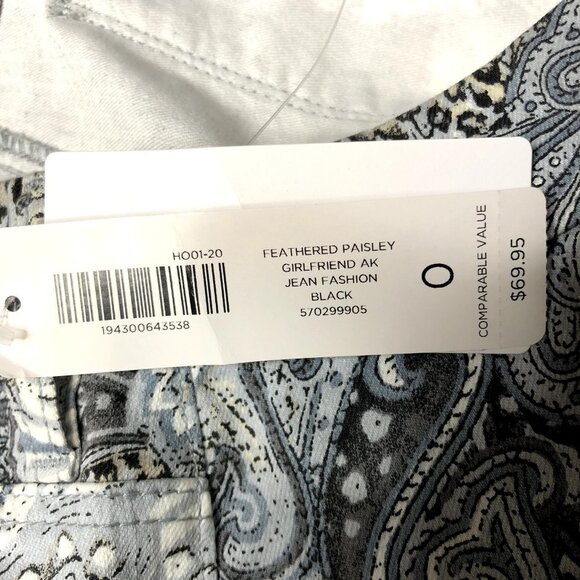 HO01-20
194300643538
FEATHERED PAISLEY
GIRLFRIEND AK
JEAN FASHION
BLACK
570299905
0
COMPARABLE VALUE
$69.95